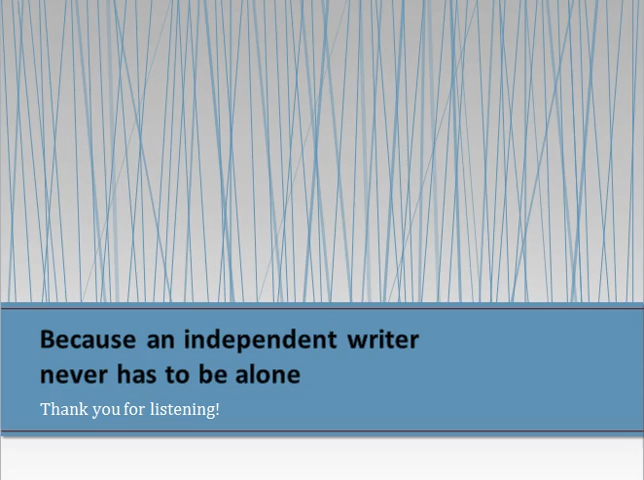 Because an independent writer
never has to be alone
Thank you for listening!